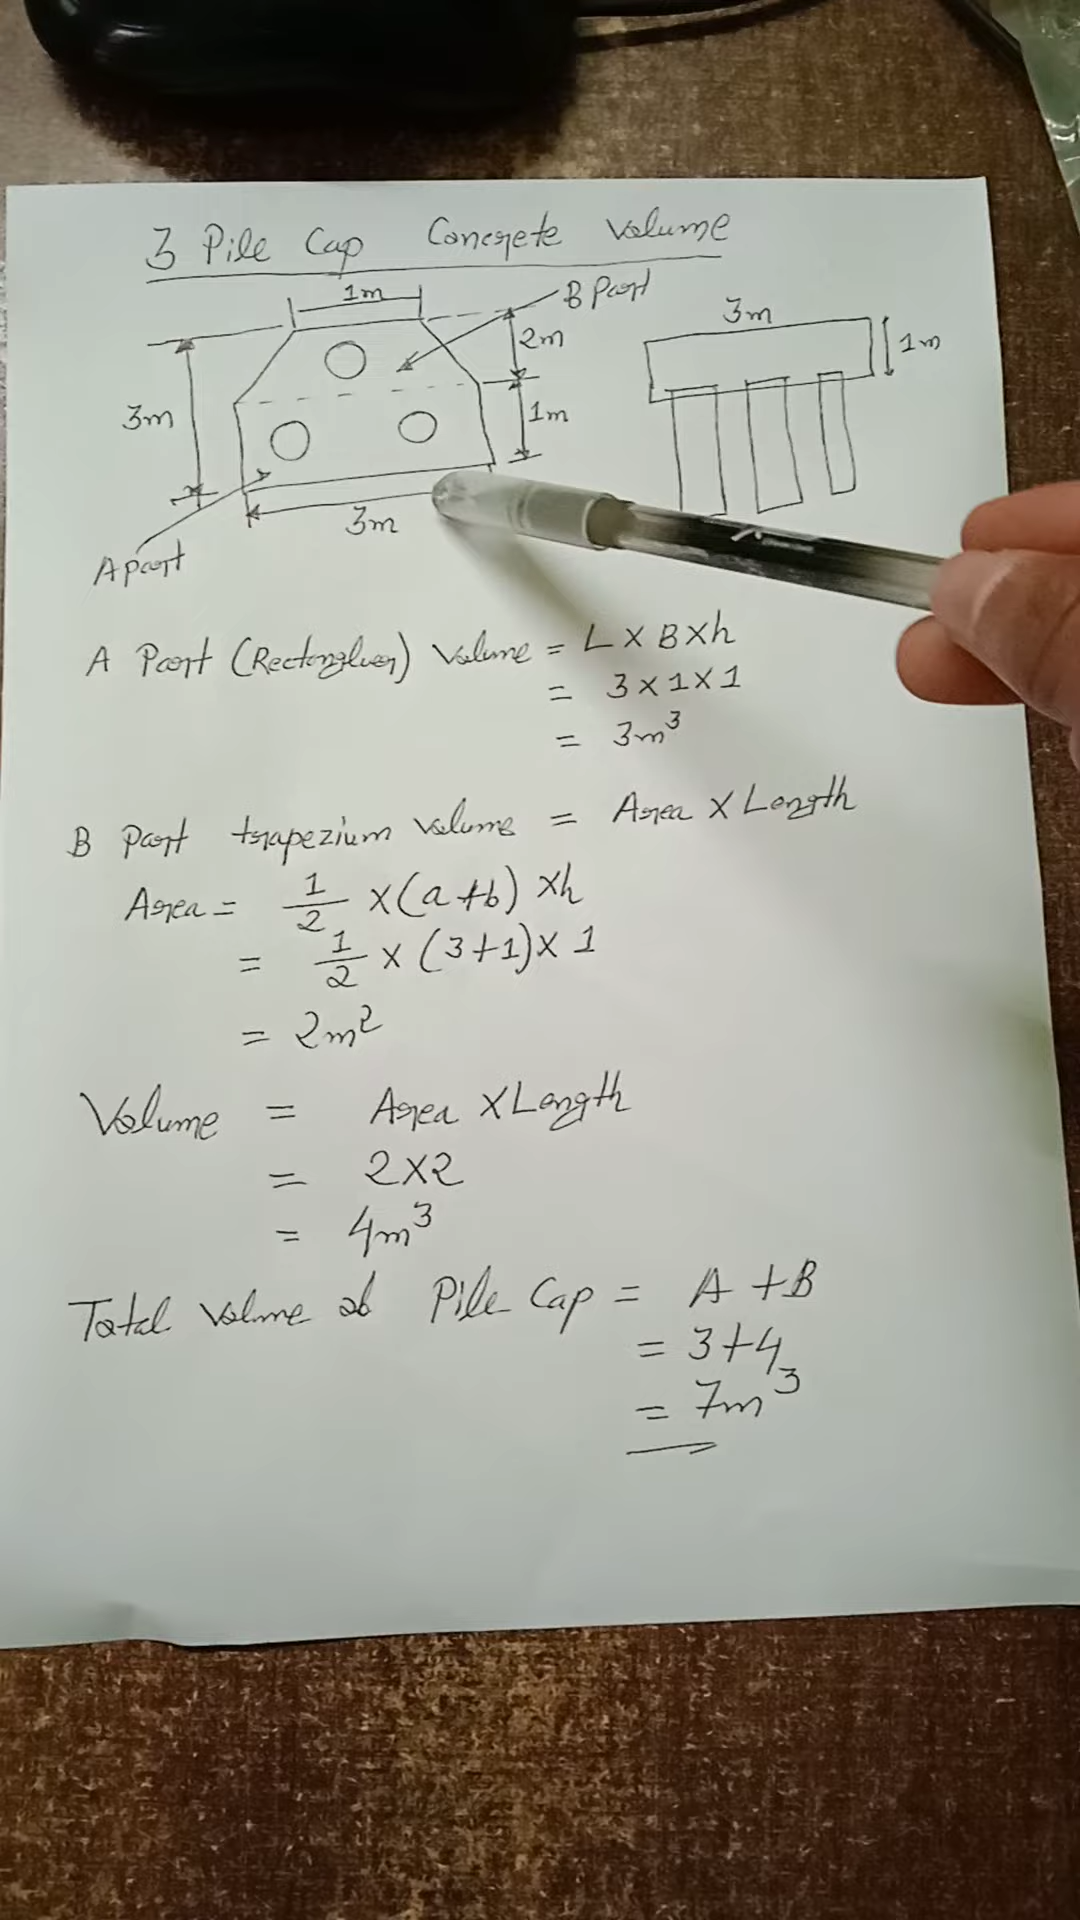 3 Pile Cap Concrete Volume
1m
B Part
3m
2m
1m
3m
1m
3m
A part
A Part (Rectangluer) Volume = L X B X h
= 3 X 1 X 1
= 3m³
B Part trapezium Volume = Area X Length
Area = 1/2 X (a+b) Xh
= 1/2 X (3+1) X 1
= 2m²
Volume = Area X Length
= 2X2
= 4m³
Total Volume of Pile Cap = A + B
= 3+4
= 7m³